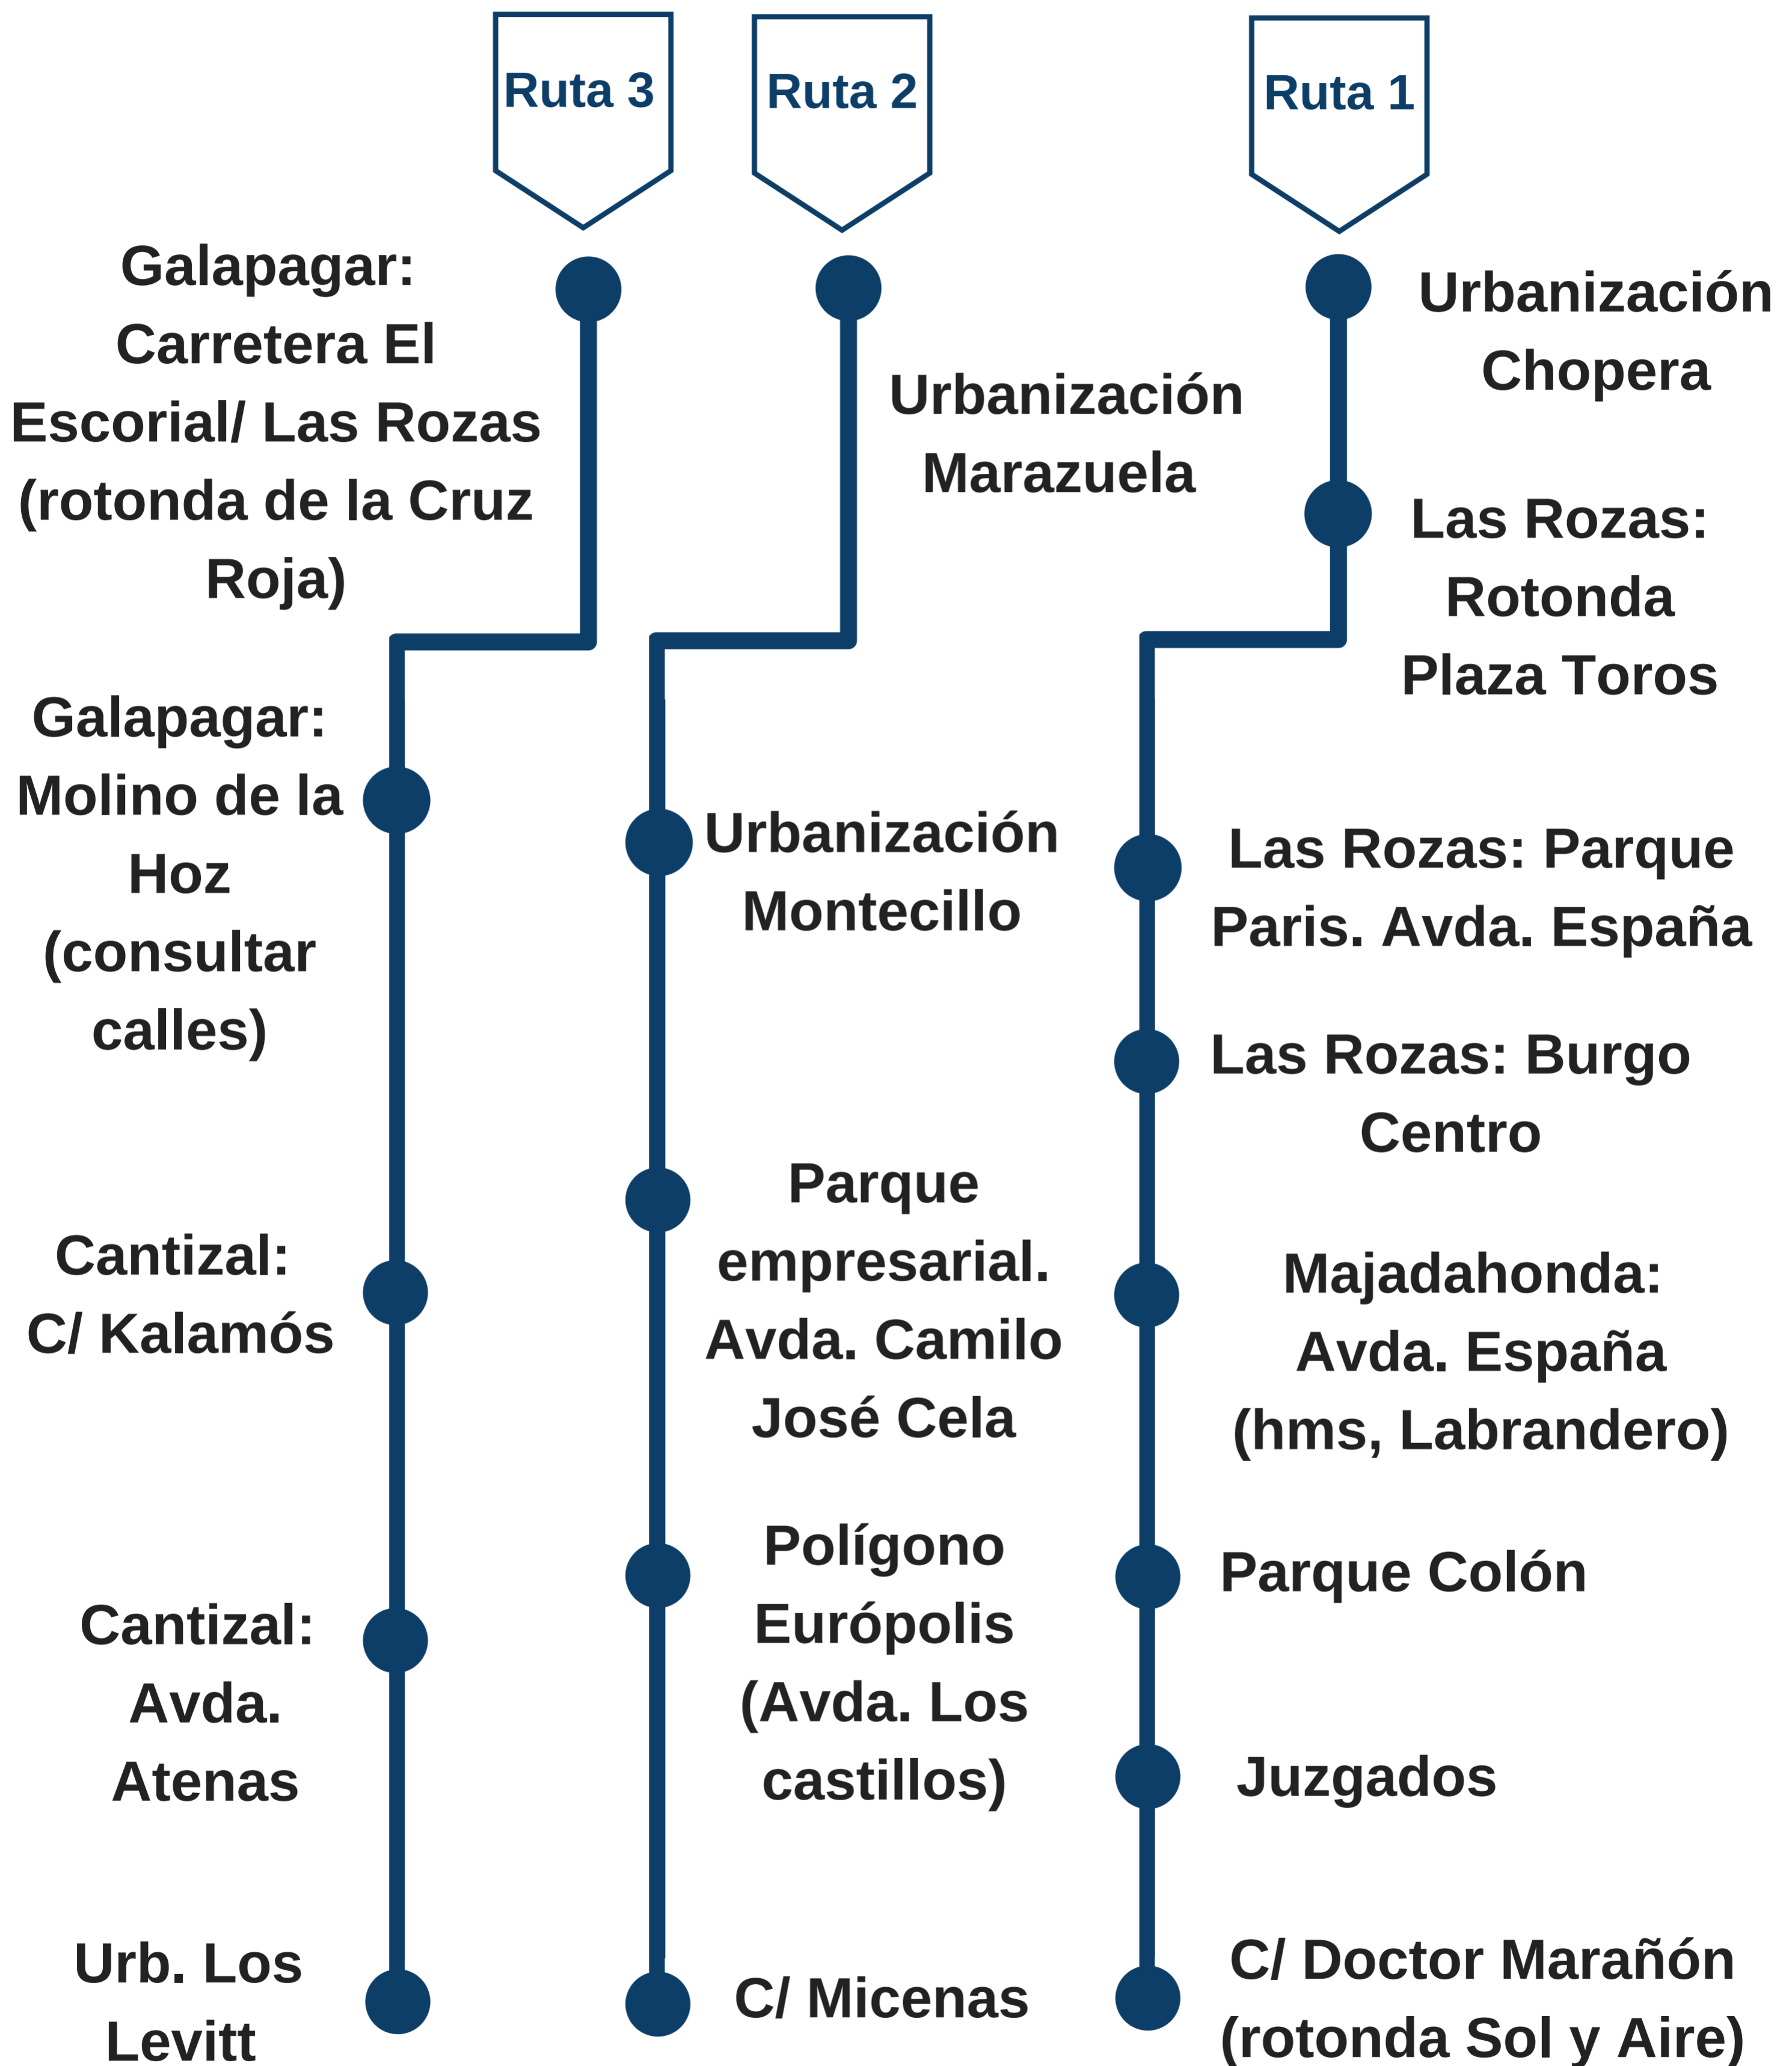 Ruta 3
Ruta 2
Ruta 1
Galapagar:
Carretera El
Escorial/ Las Rozas
(rotonda de la Cruz
Roja)
Galapagar:
Molino de la
Hoz
(consultar
calles)
Cantizal:
C/ Kalamós
Cantizal:
Avda.
Atenas
Urb. Los
Levitt
Urbanización
Marazuela
Urbanización
Montecillo
Parque
empresarial.
Avda. Camilo
José Cela
Polígono
Európolis
(Avda. Los
castillos)
C/ Micenas
Urbanización
Chopera
Las Rozas:
Rotonda
Plaza Toros
Las Rozas: Parque
Paris. Avda. España
Las Rozas: Burgo
Centro
Majadahonda:
Avda. España
(hms, Labrandero)
Parque Colón
Juzgados
C/ Doctor Marañón
(rotonda Sol y Aire)